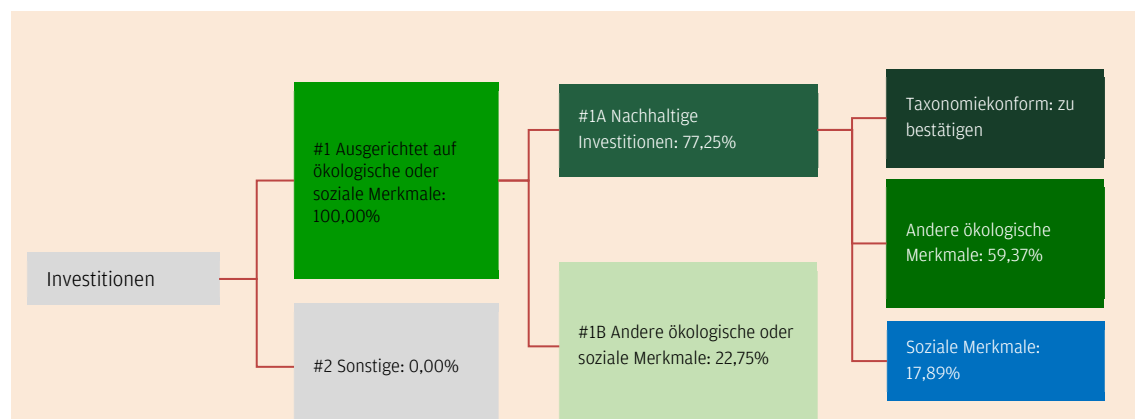 Investitionen
#1 Ausgerichtet auf
ökologische oder
soziale Merkmale:
100,00%
#2 Sonstige: 0,00%
#1A Nachhaltige
Investitionen: 77,25%
#1B Andere ökologische oder
soziale Merkmale: 22,75%
Taxonomiekonform: zu
bestätigen
Andere ökologische
Merkmale: 59,37%
Soziale Merkmale:
17,89%